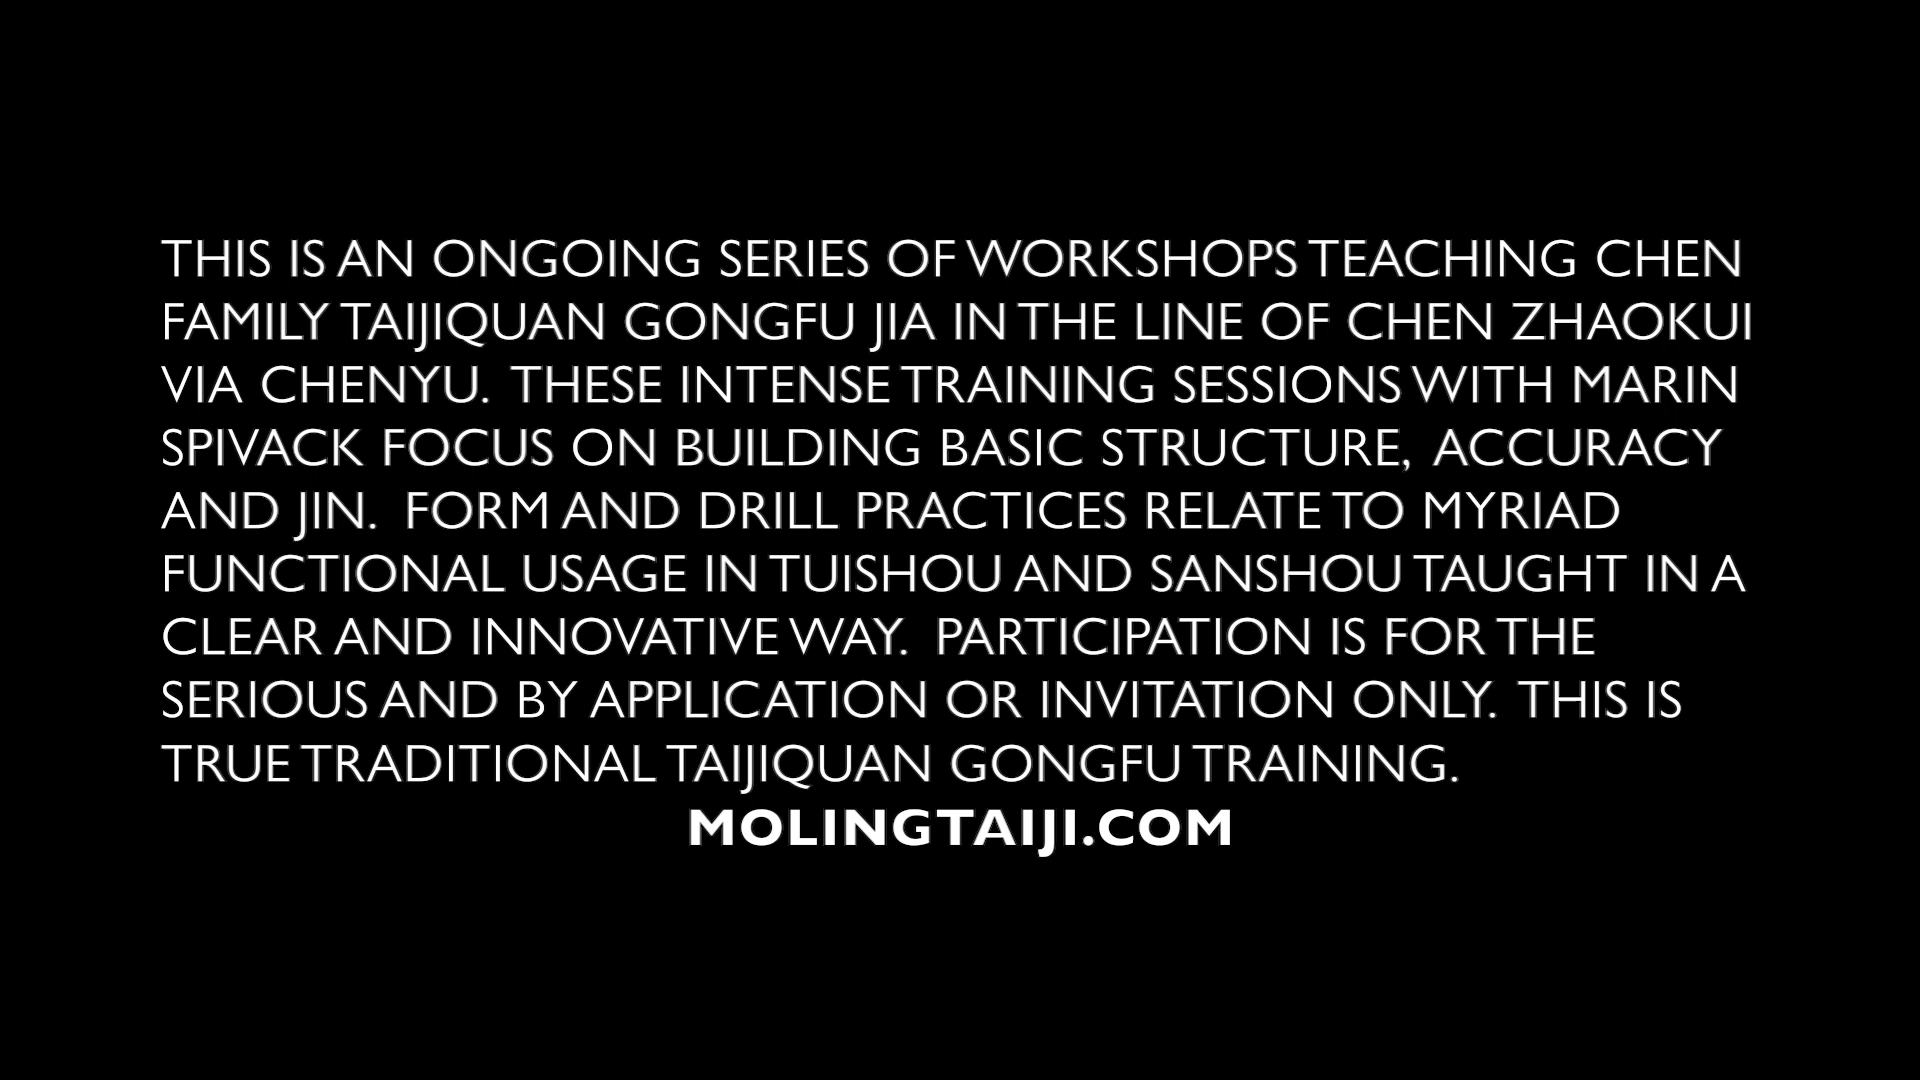 THIS IS AN ONGOING SERIES OF WORKSHOPS TEACHING CHEN
FAMILY TAIJIQUAN GONGFU JIA IN THE LINE OF CHEN ZHAOKUI
VIA CHENYU. THESE INTENSE TRAINING SESSIONS WITH MARIN
SPIVACK FOCUS ON BUILDING BASIC STRUCTURE, ACCURACY
AND JIN. FORM AND DRILL PRACTICES RELATE TO MYRIAD
FUNCTIONAL USAGE IN TUISHOU AND SANSHOU TAUGHT IN A
CLEAR AND INNOVATIVE WAY. PARTICIPATION IS FOR THE
SERIOUS AND BY APPLICATION OR INVITATION ONLY. THIS IS
TRUE TRADITIONAL TAIJIQUAN GONGFU TRAINING.
MOLINGTAIJI.COM